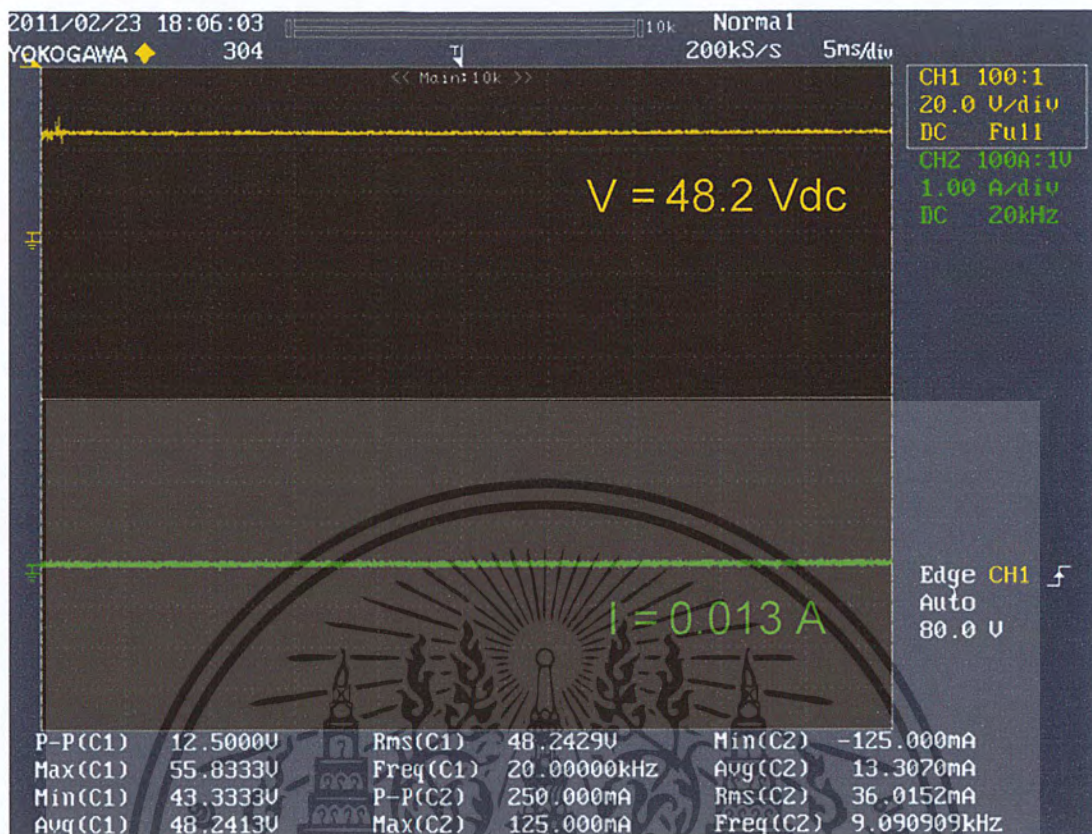 2011/02/23 18:06:03 10k Normal
YOKOGAWA 304 200kS/s 5ms/div
<< Main:10k >>
CH1 100:1
20.0 V/div
DC Full
CH2 100A:1V
1.00 A/div
DC 20kHz
V = 48.2 Vdc
I = 0.013 A
Edge CH1
Auto
80.0 V
P-P(C1) 12.5000V Rms(C1) 48.2429V Min(C2) -125.000mA
Max(C1) 55.8333V Freq(C1) 20.00000kHz Avg(C2) 13.3070mA
Min(C1) 43.3333V P-P(C2) 250.000mA Rms(C2) 36.0152mA
Avg(C1) 48.2413V Max(C2) 125.000mA Freq(C2) 9.090909kHz